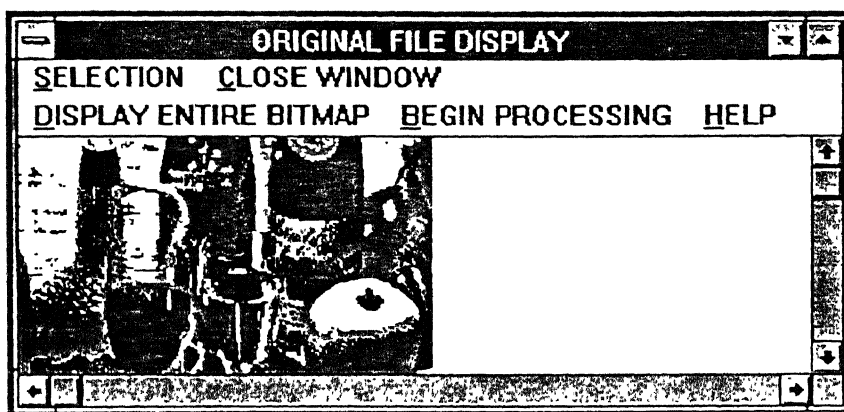 ORIGINAL FILE DISPLAY
SELECTION CLOSE WINDOW
DISPLAY ENTIRE BITMAP BEGIN PROCESSING HELP